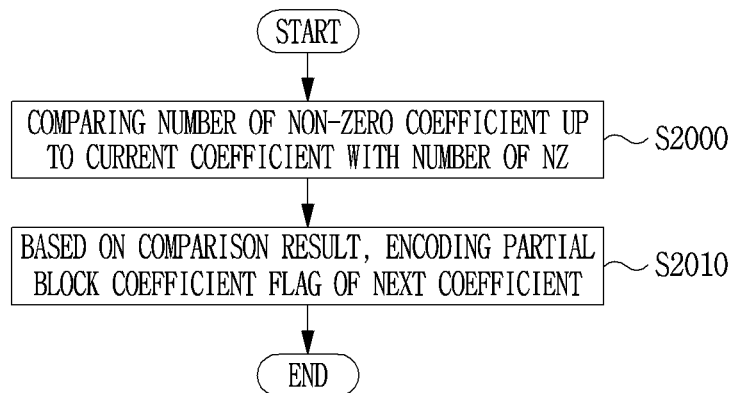 START
COMPARING NUMBER OF NON-ZERO COEFFICIENT UP
TO CURRENT COEFFICIENT WITH NUMBER OF NZ
S2000
BASED ON COMPARISON RESULT, ENCODING PARTIAL
BLOCK COEFFICIENT FLAG OF NEXT COEFFICIENT
S2010
END